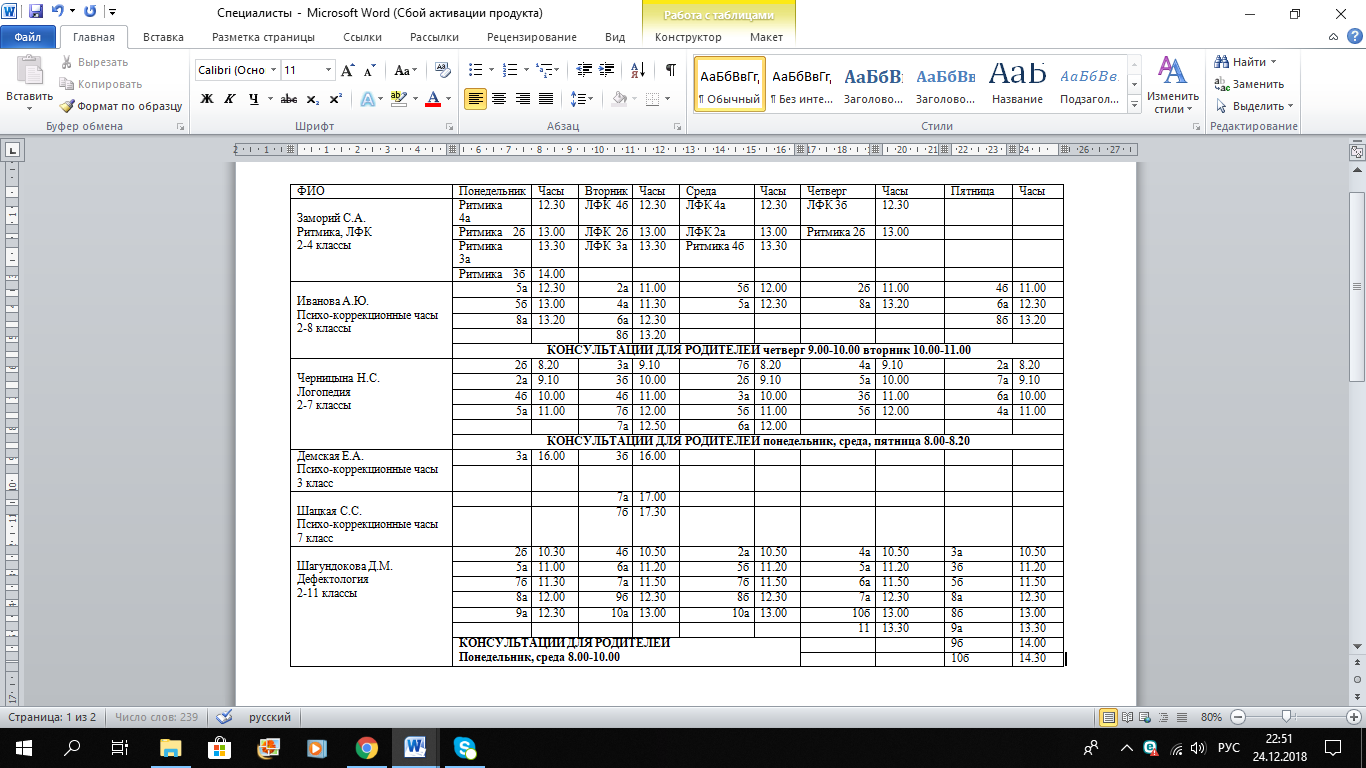 Специалисты - Microsoft Word (Сбой активации продукта)
Работа с таблицами
Файл Главная Вставка Разметка страницы Ссылки Рассылки Рецензирование Вид Конструктор Макет
Вставить
Вырезать
Копировать
Формат по образцу
Буфер обмена
Calibri (Осно 11
Шрифт
Абзац
АаБбВвГг, АаБбВвГг, АаБбВ: АаБбВв АаБ АаБбВв.
¶ Обычный ¶ Без инте... Заголово... Заголово... Название Подзагол...
Стили
Изменить стили
Найти
Заменить
Выделить
Редактирование
ФИО Понедельник Часы Вторник Часы Среда Часы Четверг Часы Пятница Часы
Заморий С.А.
Ритмика, ЛФК
2-4 классы
Ритмика 4а 12.30 ЛФК 4б 12.30 ЛФК 4а 12.30 ЛФК 3б 12.30
Ритмика 2б 13.00 ЛФК 2б 13.00 ЛФК 2а 13.00 Ритмика 2б 13.00
Ритмика 3а 13.30 ЛФК 3а 13.30 Ритмика 4б 13.30
Ритмика 3б 14.00
Иванова А.Ю.
Психо-коррекционные часы
2-8 классы
5а 12.30 2а 11.00 5б 12.00 2б 11.00 4б 11.00
5б 13.00 4а 11.30 5а 12.30 8а 13.20 6а 12.30
8а 13.20 6а 12.30 8б 13.20
8б 13.20
КОНСУЛЬТАЦИИ ДЛЯ РОДИТЕЛЕЙ четверг 9.00-10.00 вторник 10.00-11.00
Черницына Н.С.
Логопедия
2-7 классы
2б 8.20 3а 9.10 7б 8.20 4а 9.10 2а 8.20
2а 9.10 3б 10.00 2б 9.10 5а 10.00 7а 9.10
4б 10.00 4б 11.00 3а 10.00 3б 11.00 6а 10.00
5а 11.00 7б 12.00 5б 11.00 5б 12.00 4а 11.00
7а 12.50 6а 12.00
КОНСУЛЬТАЦИИ ДЛЯ РОДИТЕЛЕЙ понедельник, среда, пятница 8.00-8.20
Демская Е.А.
Психо-коррекционные часы
3 класс
3а 16.00 3б 16.00
Шацкая С.С.
Психо-коррекционные часы
7 класс
7а 17.00
7б 17.30
Шагундокова Д.М.
Дефектология
2-11 классы
2б 10.30 4б 10.50 2а 10.50 4а 10.50 3а 10.50
5а 11.00 6а 11.20 5б 11.20 5а 11.20 3б 11.20
7б 11.30 7а 11.50 7б 11.50 6а 11.50 5б 11.50
8а 12.00 9б 12.30 8б 12.30 7а 12.30 8а 12.30
9а 12.30 10а 13.00 10а 13.00 10б 13.00 8б 13.00
11 13.30 9а 13.30
КОНСУЛЬТАЦИИ ДЛЯ РОДИТЕЛЕЙ 9б 14.00
Понедельник, среда 8.00-10.00 10б 14.30
Страница: 1 из 2 Число слов: 239 русский 80%
РУС 22:51
24.12.2018